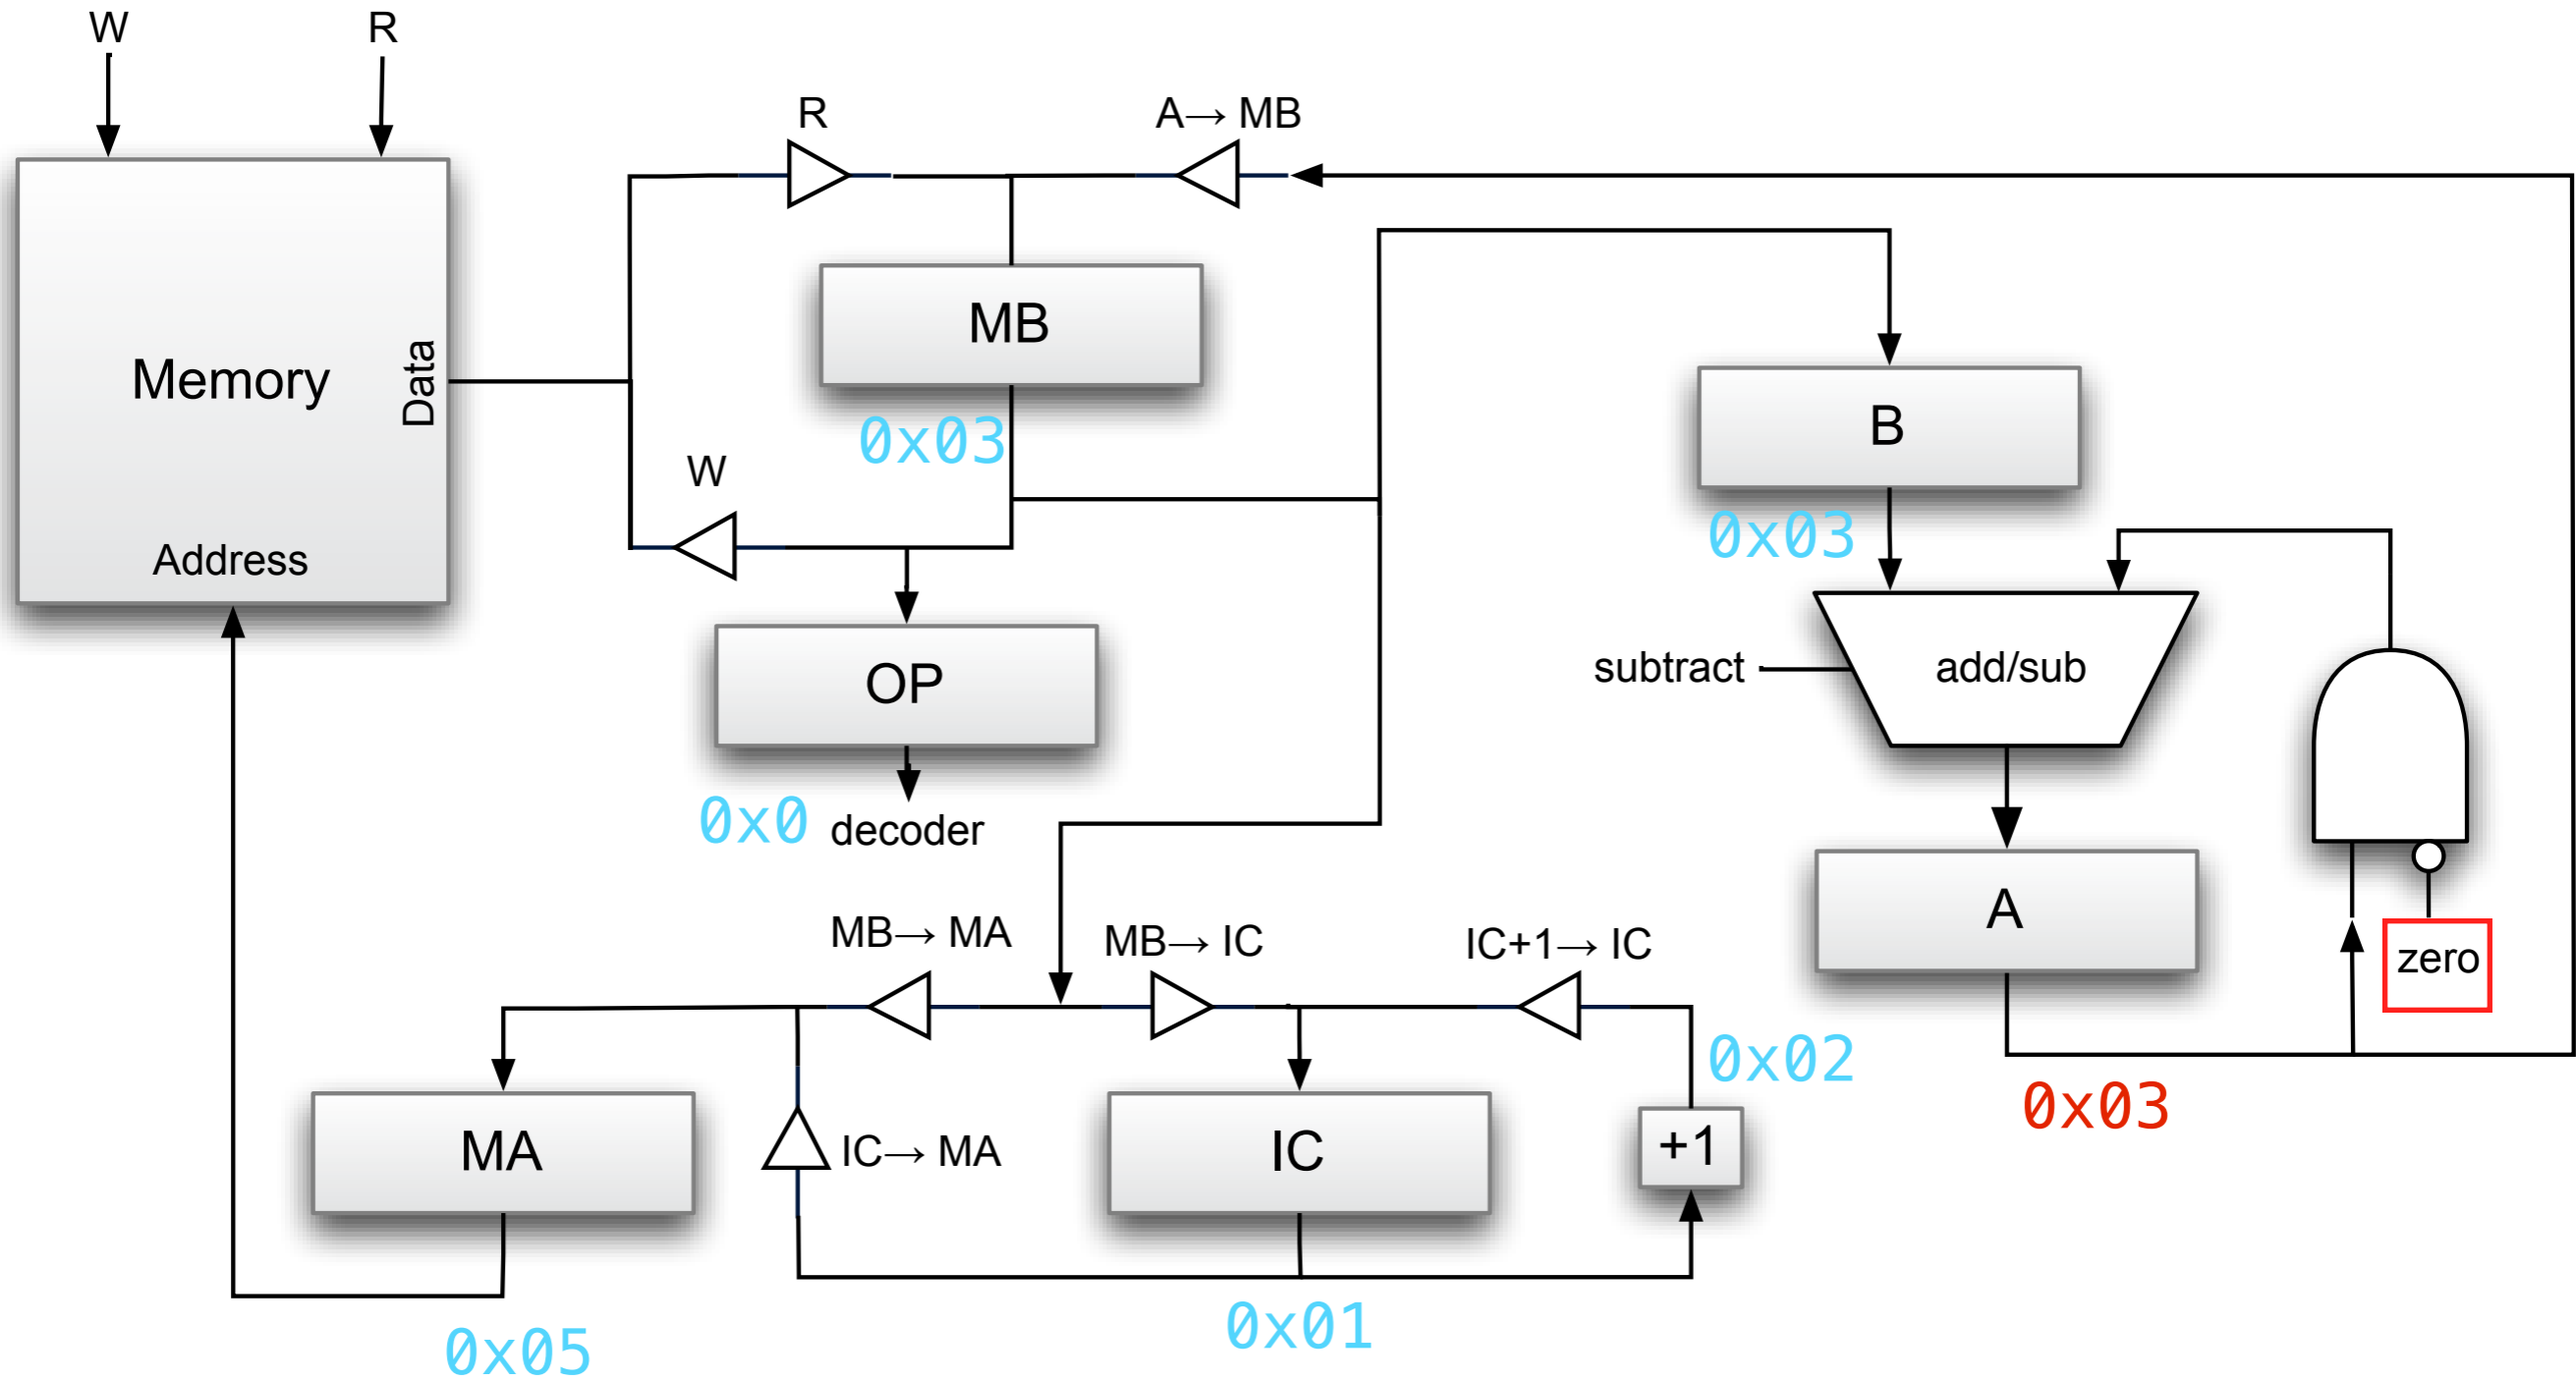 W
R
R
A→ MB
MB
Memory
Data
0x03
B
W
0x03
Address
subtract
add/sub
OP
0x0
decoder
A
MB→ MA
MB→ IC
IC+1→ IC
zero
0x02
0x03
MA
IC→ MA
IC
+1
0x01
0x05